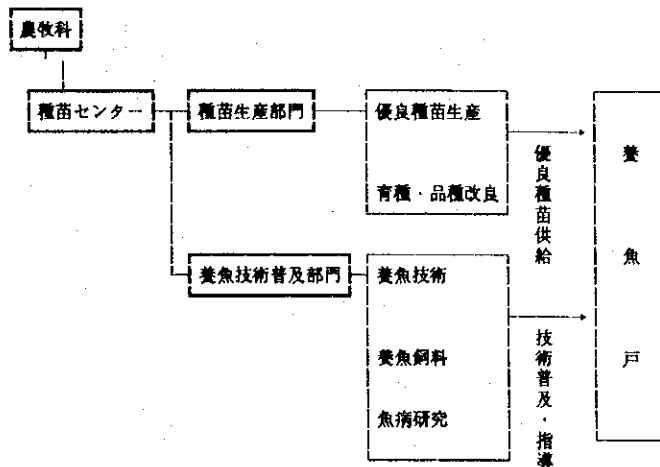 農牧科
種苗センター
種苗生産部門
優良種苗生産
育種・品種改良
優良種苗供給
養魚技術普及部門
養魚技術
養魚飼料
魚病研究
技術普及・指導
養魚戸